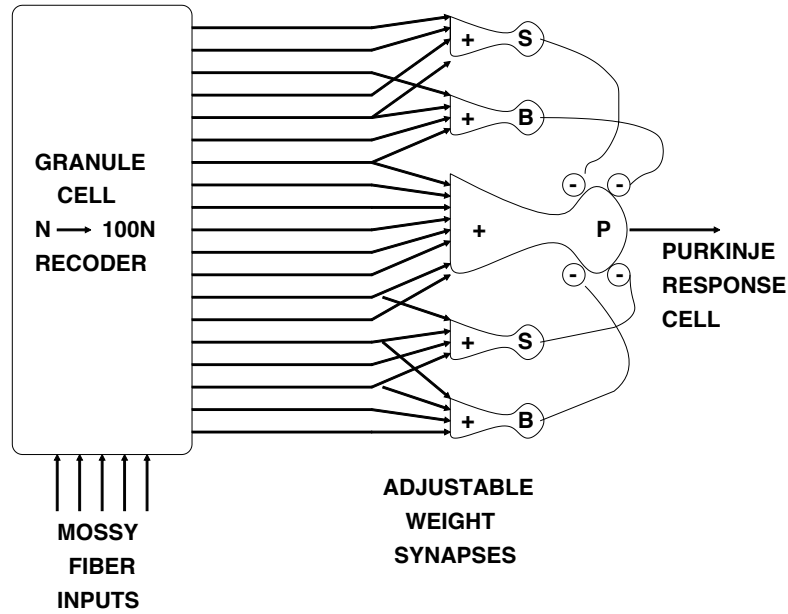 GRANULE
CELL
N 100N
RECODER
MOSSY
FIBER
INPUTS
+ S
+ B
- -
+ P
- -
+ S
+ B
PURKINJE
RESPONSE
CELL
ADJUSTABLE
WEIGHT
SYNAPSES